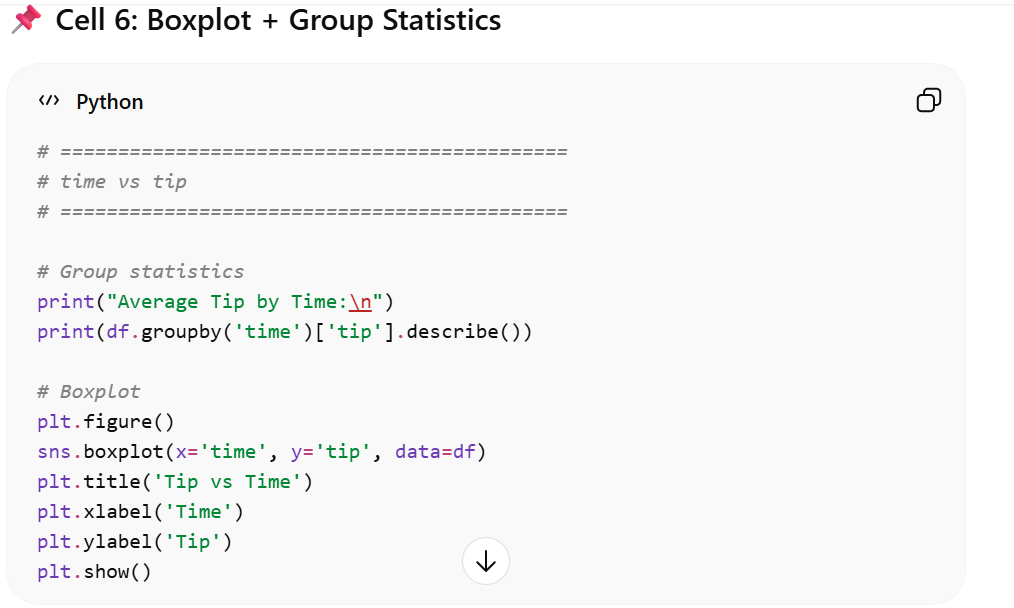 📌 Cell 6: Boxplot + Group Statistics
</> Python
# ============================================
# time vs tip
# ============================================
# Group statistics
print("Average Tip by Time:\n")
print(df.groupby('time')['tip'].describe())
# Boxplot
plt.figure()
sns.boxplot(x='time', y='tip', data=df)
plt.title('Tip vs Time')
plt.xlabel('Time')
plt.ylabel('Tip')
plt.show()